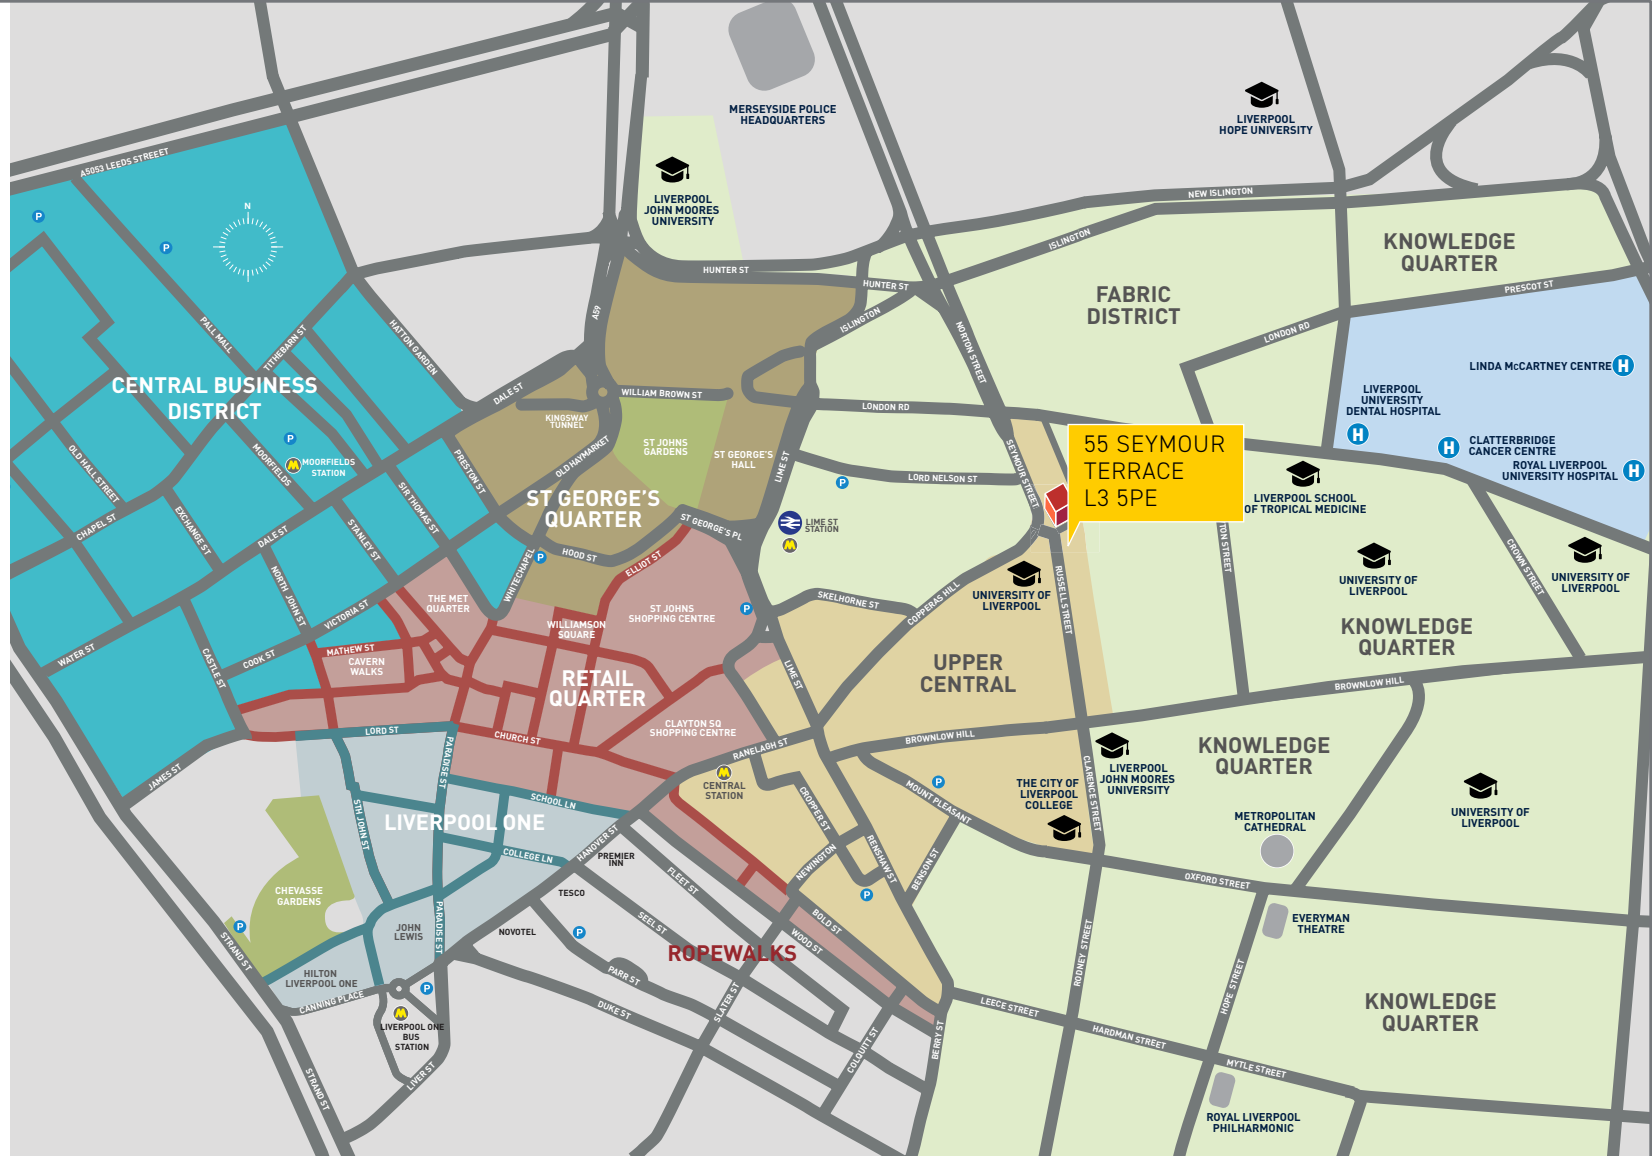 MERSEYSIDE POLICE
HEADQUARTERS
LIVERPOOL
HOPE UNIVERSITY
A5053 LEEDS STREEET
LIVERPOOL
JOHN MOORES
UNIVERSITY
N
P
P
NEW ISLINGTON
ISLINGTON
KNOWLEDGE
QUARTER
HUNTER ST
HUNTER ST
PRESCOT ST
FABRIC
DISTRICT
A59
ISLINGTON
PALL MALL
TITHEBARN ST
HATTON GARDEN
NORTON STREET
LONDON RD
LINDA McCARTNEY CENTRE
H
CENTRAL BUSINESS
DISTRICT
DALE ST
WILLIAM BROWN ST
LONDON RD
LIVERPOOL
UNIVERSITY
DENTAL HOSPITAL
H
KINGSWAY
TUNNEL
ST JOHNS
GARDENS
ST GEORGE'S
HALL
OLD HAYMARKET
LIME ST
SEYMOUR STREET
55 SEYMOUR
TERRACE
L3 5PE
H
CLATTERBRIDGE
CANCER CENTRE
ROYAL LIVERPOOL
UNIVERSITY HOSPITAL
H
P
M
MOORFIELDS
STATION
MOORFIELDS
OLD HALL STREET
PRESTON ST
SIR THOMAS ST
P
LORD NELSON ST
LIVERPOOL SCHOOL
OF TROPICAL MEDICINE
ST GEORGE'S
QUARTER
CHAPEL ST
EXCHANGE ST
DALE ST
STANLEY ST
ST GEORGE'S PL
LIME ST
STATION
M
TON STREET
CROWN STREET
HOOD ST
P
ELLIOT ST
WHITECHAPEL
UNIVERSITY OF
LIVERPOOL
UNIVERSITY OF
LIVERPOOL
UNIVERSITY OF
LIVERPOOL
RUSSELL STREET
NORTH JOHN ST
VICTORIA ST
THE MET
QUARTER
ST JOHNS
SHOPPING CENTRE
P
SKELHORNE ST
COPPERAS HILL
WILLIAMSON
SQUARE
KNOWLEDGE
QUARTER
WATER ST
CASTLE ST
COOK ST
MATHEW ST
CAVERN
WALKS
RETAIL
QUARTER
LIME ST
UPPER
CENTRAL
BROWNLOW HILL
LORD ST
PARADISE ST
CHURCH ST
CLAYTON SQ
SHOPPING CENTRE
RANELAGH ST
BROWNLOW HILL
KNOWLEDGE
QUARTER
JAMES ST
M
CENTRAL
STATION
P
MOUNT PLEASANT
THE CITY OF
LIVERPOOL
COLLEGE
LIVERPOOL
JOHN MOORES
UNIVERSITY
CLARENCE STREET
UNIVERSITY OF
LIVERPOOL
METROPOLITAN
CATHEDRAL
STH JOHN ST
SCHOOL LN
LIVERPOOL ONE
CROPPER ST
HANOVER ST
COLLEGE LN
PREMIER
INN
NEWINGTON
RENSHAW ST
BENSON ST
FLEET ST
TESCO
P
OXFORD STREET
CHEVASSE
GARDENS
P
STRAND ST
JOHN
LEWIS
PARADISE ST
NOVOTEL
P
SEEL ST
BOLD ST
WOOD ST
ROPEWALKS
EVERYMAN
THEATRE
RODNEY STREET
HOPE STREET
HILTON
LIVERPOOL ONE
CANNING PLACE
P
PARR ST
DUKE ST
SLATER ST
LEECE STREET
KNOWLEDGE
QUARTER
M
LIVERPOOL ONE
BUS
STATION
COLQUITT ST
BERRY ST
HARDMAN STREET
MYTLE STREET
STRAND ST
LIVER ST
ROYAL LIVERPOOL
PHILHARMONIC